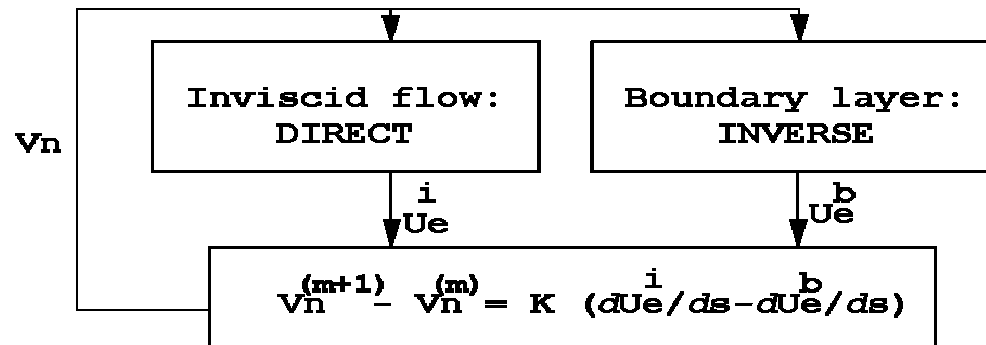 Inviscid flow:
DIRECT
Boundary layer:
INVERSE
Vn
Ue^i
Ue^b
Vn^(m+1) - Vn^(m) = K (dUe^i/ds-dUe^b/ds)